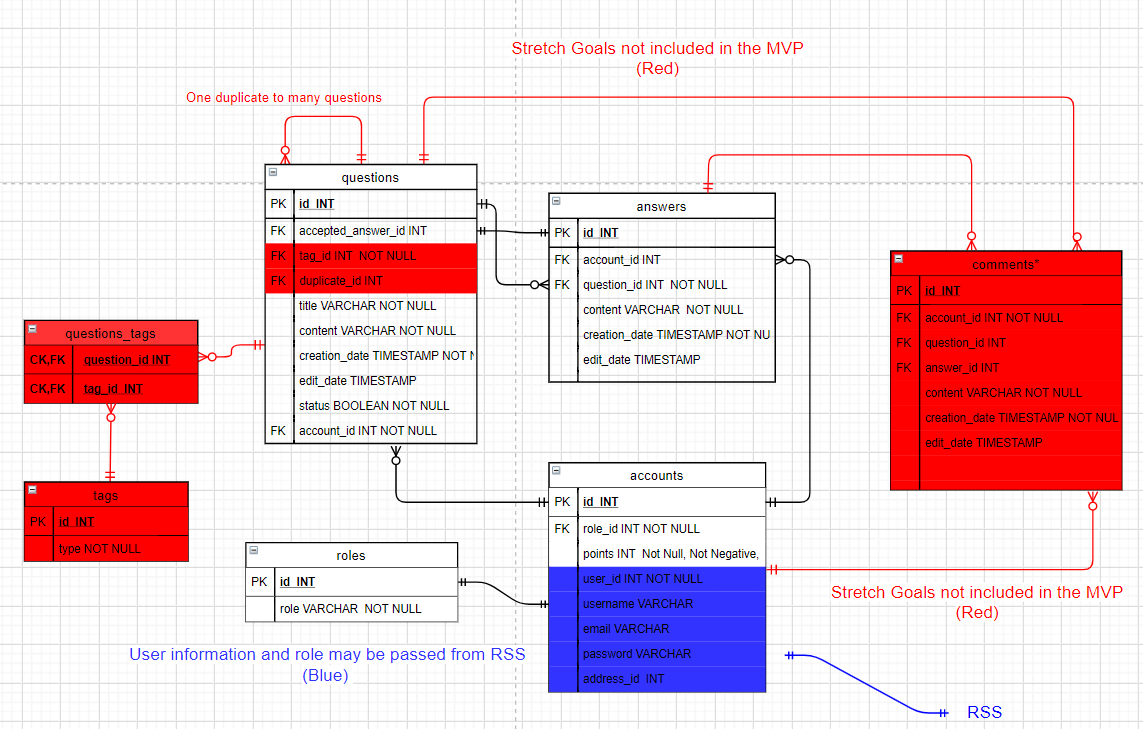 Stretch Goals not included in the MVP
(Red)
One duplicate to many questions
questions
PK id INT
FK accepted_answer_id INT
FK tag_id INT NOT NULL
FK duplicate_id INT
title VARCHAR NOT NULL
content VARCHAR NOT NULL
creation_date TIMESTAMP NOT N
edit_date TIMESTAMP
status BOOLEAN NOT NULL
FK account_id INT NOT NULL
answers
PK id INT
FK account_id INT
FK question_id INT NOT NULL
content VARCHAR NOT NULL
creation_date TIMESTAMP NOT NU
edit_date TIMESTAMP
comments*
PK id INT
FK account_id INT NOT NULL
FK question_id INT
FK answer_id INT
content VARCHAR NOT NULL
creation_date TIMESTAMP NOT NUL
edit_date TIMESTAMP
questions_tags
CK,FK question_id INT
CK,FK tag_id INT
tags
PK id INT
type NOT NULL
accounts
PK id INT
FK role_id INT NOT NULL
points INT Not Null, Not Negative,
user_id INT NOT NULL
username VARCHAR
email VARCHAR
password VARCHAR
address_id INT
roles
PK id INT
role VARCHAR NOT NULL
Stretch Goals not included in the MVP
(Red)
User information and role may be passed from RSS
(Blue)
RSS